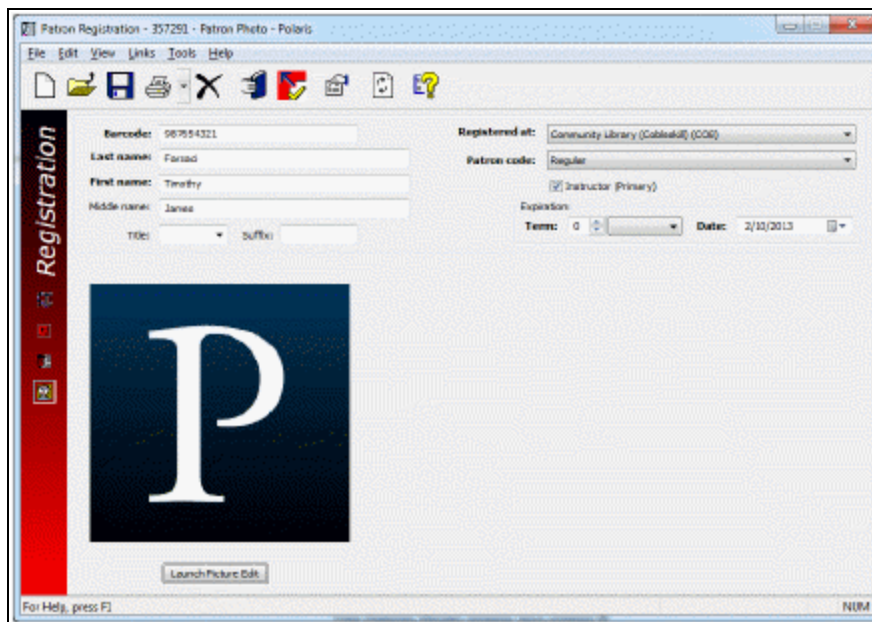 Patron Registration - 357291 - Patron Photo - Polaris
File Edit View Links Tools Help
Registration
Barcode: 987654321
Last name:
First name: Timothy
Middle name: James
Title: Suffix:
Registered at: Community Library (Cobleskill) (COB)
Patron code: Regular
Instructor (Primary)
Expiration
Term: 0 Date: 2/10/2013
P
Launch Picture Edit
For Help, press F1
NUM